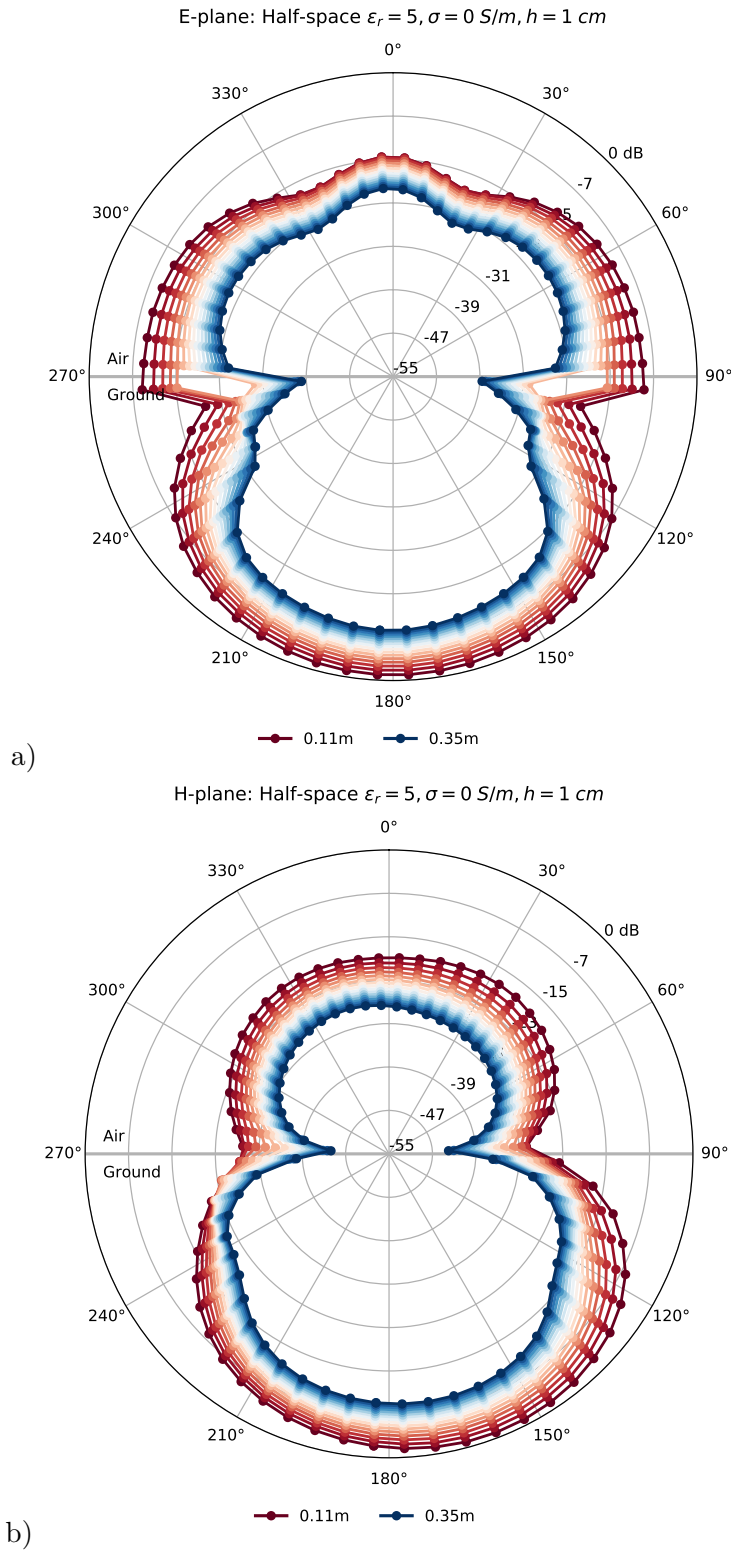 E-plane: Half-space εr = 5, σ = 0 S/m, h = 1 cm
0°
330°
30°
0 dB
-7
5
300°
60°
-31
-39
-47
-55
Air
270°
90°
Ground
240°
120°
210°
150°
180°
0.11m
0.35m
a)
H-plane: Half-space εr = 5, σ = 0 S/m, h = 1 cm
0°
330°
30°
0 dB
-7
-15
300°
60°
-39
-47
-55
Air
270°
90°
Ground
240°
120°
210°
150°
180°
0.11m
0.35m
b)